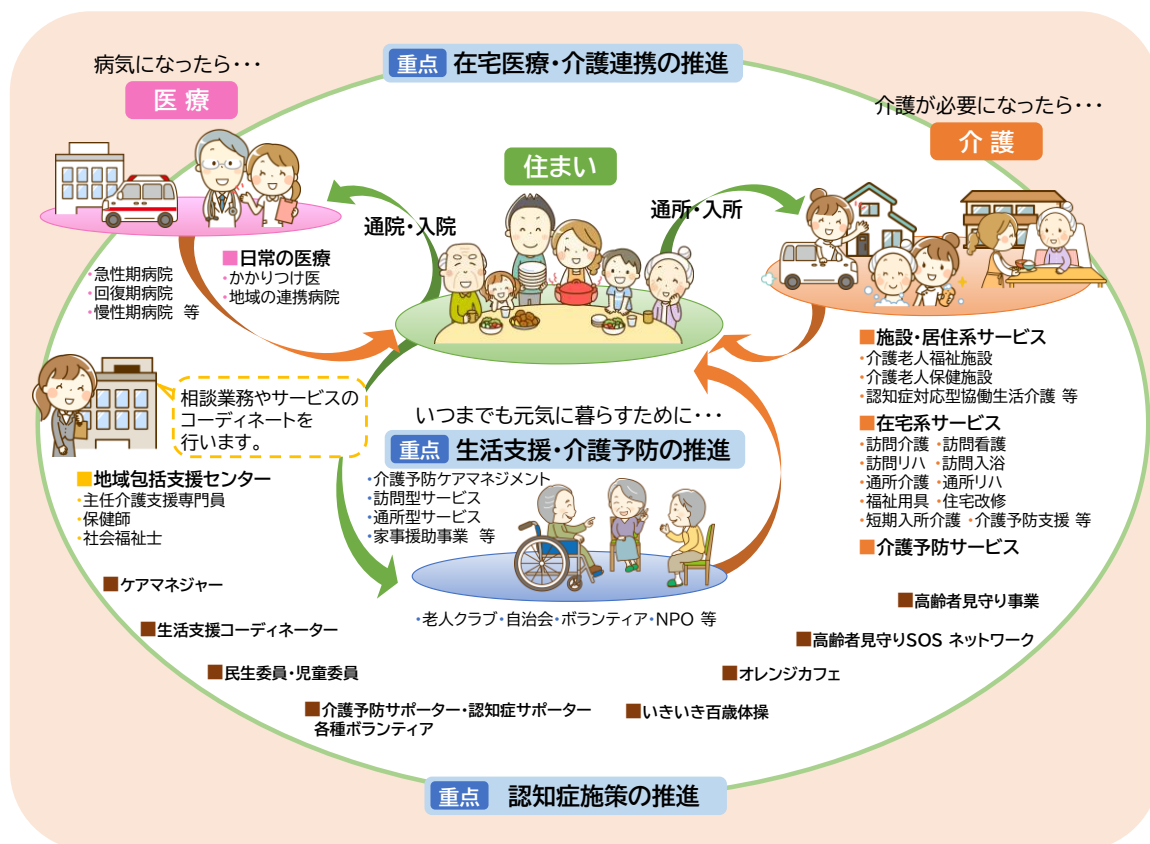 重点 在宅医療・介護連携の推進
病気になったら・・・
医療
介護が必要になったら・・・
介護
住まい
通院・入院
通所・入所
・急性期病院
・回復期病院
・慢性期病院 等
■日常の医療
・かかりつけ医
・地域の連携病院
■施設・居住系サービス
・介護老人福祉施設
・介護老人保健施設
・認知症対応型協働生活介護 等
■在宅系サービス
・訪問介護 ・訪問看護
・訪問リハ ・訪問入浴
・通所介護 ・通所リハ
・福祉用具 ・住宅改修
・短期入所介護 ・介護予防支援 等
■介護予防サービス
相談業務やサービスの
コーディネートを
行います。
■地域包括支援センター
・主任介護支援専門員
・保健師
・社会福祉士
いつまでも元気に暮らすために・・・
重点 生活支援・介護予防の推進
・介護予防ケアマネジメント
・訪問型サービス
・通所型サービス
・家事援助事業 等
・老人クラブ・自治会・ボランティア・NPO 等
■ケアマネジャー
■生活支援コーディネーター
■民生委員・児童委員
■介護予防サポーター・認知症サポーター
各種ボランティア
■いきいき百歳体操
■オレンジカフェ
■高齢者見守りSOS ネットワーク
■高齢者見守り事業
重点 認知症施策の推進